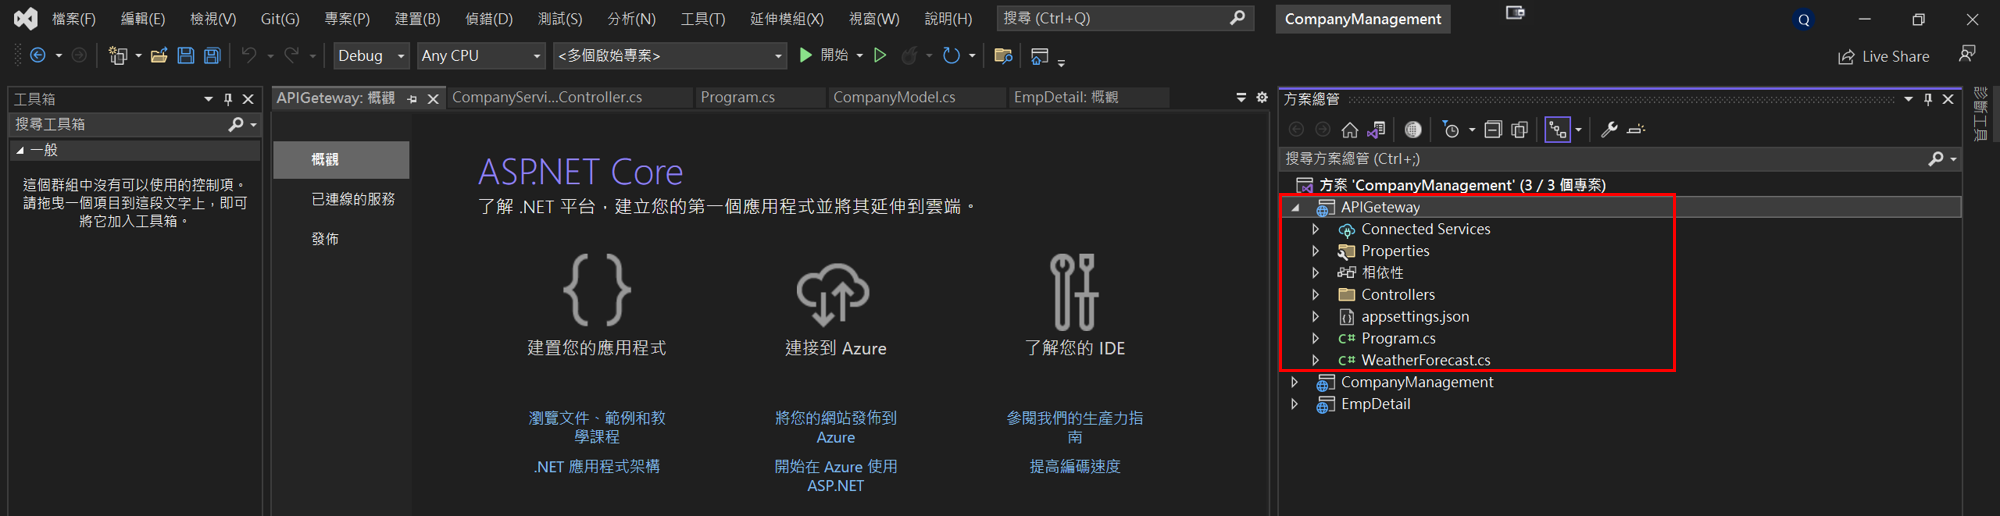 檔案(F) 編輯(E) 檢視(V) Git(G) 專案(P) 建置(B) 偵錯(D) 測試(S) 分析(N) 工具(T) 延伸模組(X) 視窗(W) 說明(H) 搜尋 (Ctrl+Q) CompanyManagement Q
Debug Any CPU <多個啟始專案> 開始 Live Share
工具箱
搜尋工具箱
一般
這個群組中沒有可以使用的控制項。
請拖曳一個項目到這段文字上，即可
將它加入工具箱。
APIGeteway: 概觀 CompanyServi...Controller.cs Program.cs CompanyModel.cs EmpDetail: 概觀
概觀
已連線的服務
發佈
ASP.NET Core
了解 .NET 平台，建立您的第一個應用程式並將其延伸到雲端。
建置您的應用程式
瀏覽文件、範例和教
學課程
.NET 應用程式架構
連接到 Azure
將您的網站發佈到
Azure
開始在 Azure 使用
ASP.NET
了解您的 IDE
參閱我們的生產力指
南
提高編碼速度
方案總管
搜尋方案總管 (Ctrl+;)
方案 'CompanyManagement' (3 / 3 個專案)
APIGeteway
Connected Services
Properties
相依性
Controllers
appsettings.json
C# Program.cs
C# WeatherForecast.cs
CompanyManagement
EmpDetail
診斷工具